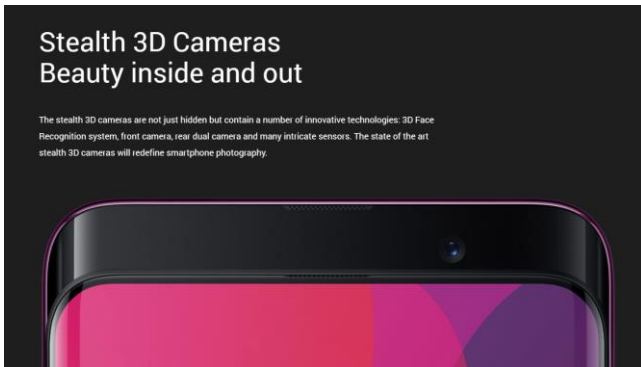 Stealth 3D Cameras
Beauty inside and out
The stealth 3D cameras are not just hidden but contain a number of innovative technologies: 3D Face
Recognition system, front camera, rear dual camera and many intricate sensors. The state of the art
stealth 3D cameras will redefine smartphone photography.